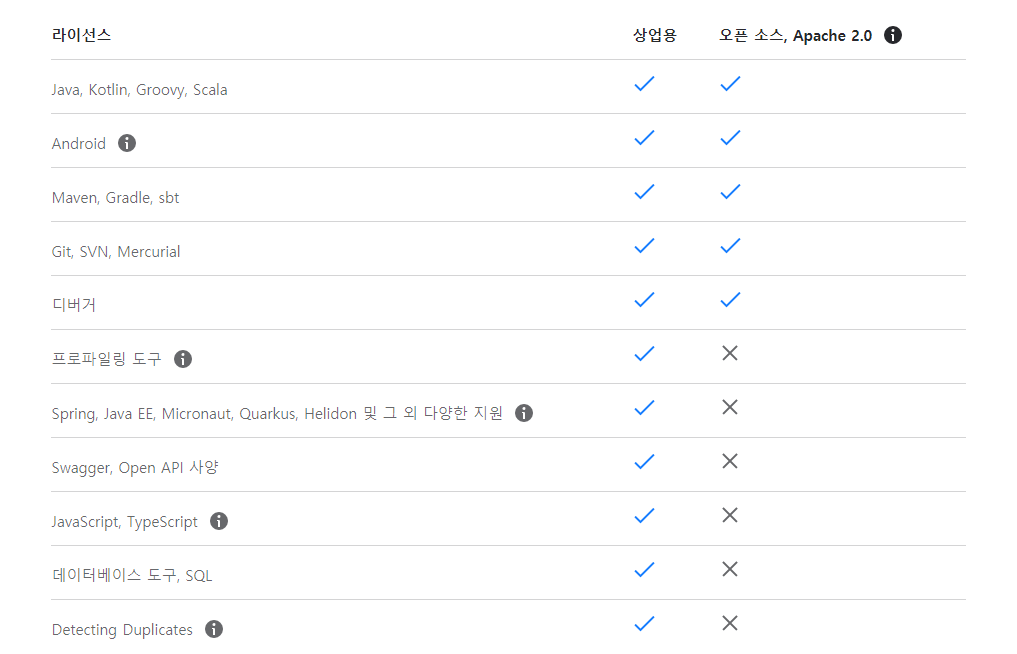 라이선스 상업용 오픈 소스, Apache 2.0
Java, Kotlin, Groovy, Scala
Android
Maven, Gradle, sbt
Git, SVN, Mercurial
디버거
프로파일링 도구
Spring, Java EE, Micronaut, Quarkus, Helidon 및 그 외 다양한 지원
Swagger, Open API 사양
JavaScript, TypeScript
데이터베이스 도구, SQL
Detecting Duplicates